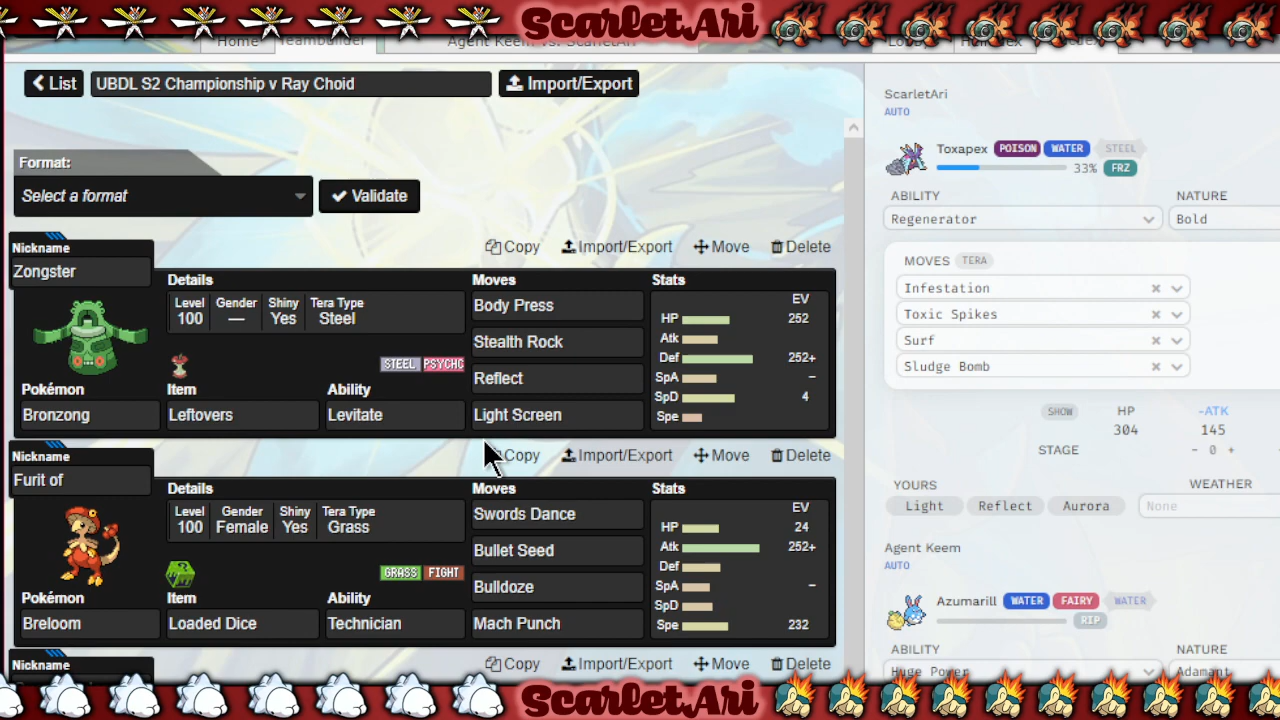 ScarletAri
Home
Teambuilder
Agent Keem vs. ScarletAri
List
UBDL S2 Championship v Ray Choid
Import/Export
Format:
Select a format
Validate
Nickname
Copy
Import/Export
Move
Delete
Zongster
Details
Moves
Stats
Level
Gender
Shiny
Tera Type
100
—
Yes
Steel
Body Press
Stealth Rock
Reflect
Light Screen
EV
HP 252
Atk
Def 252+
SpA –
SpD 4
Spe
STEEL PSYCHC
Pokémon
Item
Ability
Bronzong
Leftovers
Levitate
Nickname
Copy
Import/Export
Move
Delete
Furit of
Details
Moves
Stats
Level
Gender
Shiny
Tera Type
100
Female
Yes
Grass
Swords Dance
Bullet Seed
Bulldoze
Mach Punch
EV
HP 24
Atk 252+
Def
SpA –
SpD
Spe 232
GRASS FIGHT
Pokémon
Item
Ability
Breloom
Loaded Dice
Technician
Nickname
Copy
Import/Export
Move
Delete
ScarletAri
AUTO
Toxapex POISON WATER STEEL
33% FRZ
ABILITY
NATURE
Regenerator
Bold
MOVES TERA
Infestation
Toxic Spikes
Surf
Sludge Bomb
SHOW HP -ATK
304 145
STAGE - 0 +
YOURS
WEATHER
Light Reflect Aurora
None
Agent Keem
AUTO
Azumarill WATER FAIRY WATER
RIP
ABILITY
NATURE
Huge Power
Adamant
ScarletAri